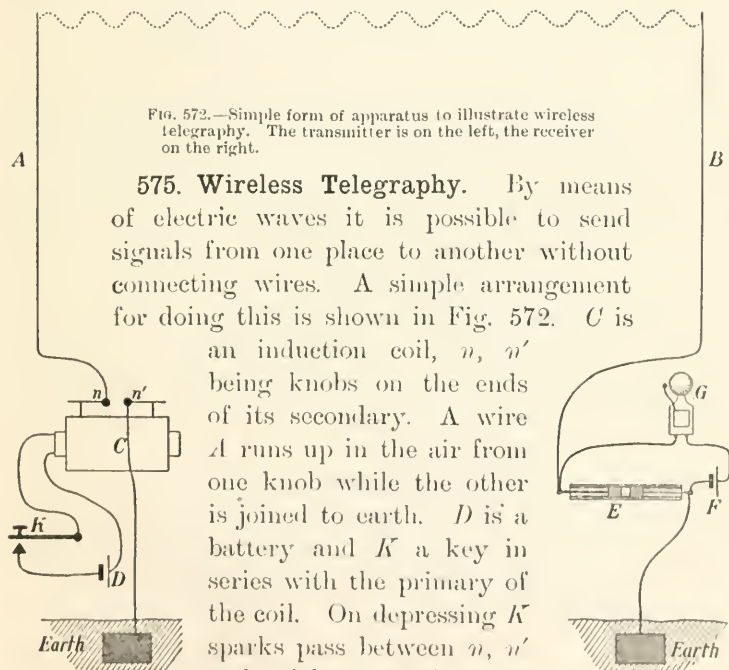 FIG. 572.—Simple form of apparatus to illustrate wireless
telegraphy. The transmitter is on the left, the receiver
on the right.
A
B
575. Wireless Telegraphy. By means
of electric waves it is possible to send
signals from one place to another without
connecting wires. A simple arrangement
for doing this is shown in Fig. 572. C is
an induction coil, n, n′
being knobs on the ends
of its secondary. A wire
A runs up in the air from
one knob while the other
is joined to earth. D is a
battery and K a key in
series with the primary of
the coil. On depressing K
sparks pass between n, n′
n
n′
C
K
D
Earth
G
E
F
Earth